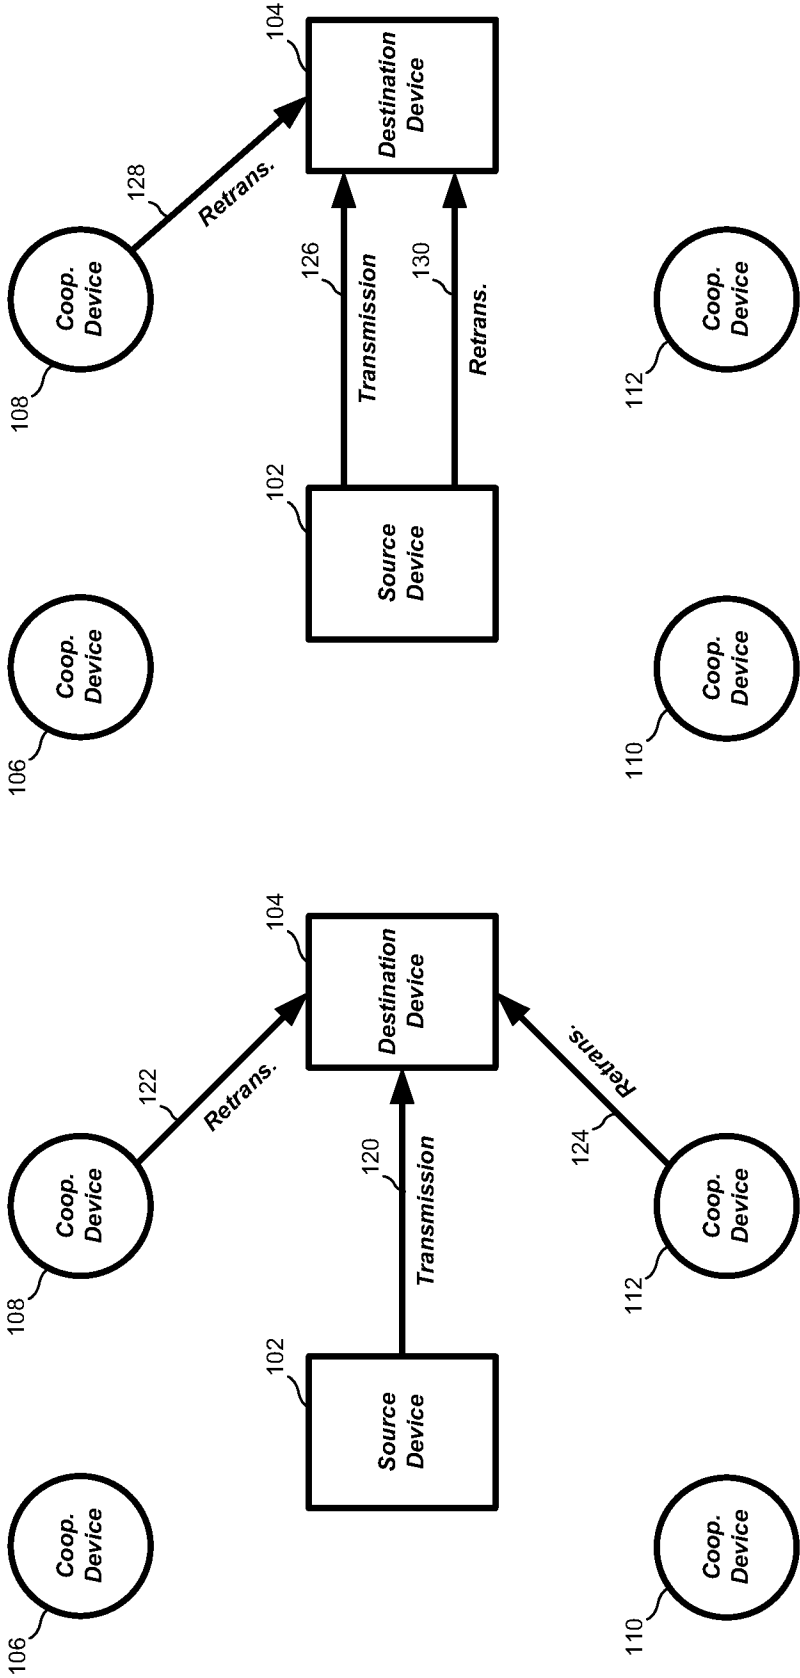 106
Coop.
Device
108
Coop.
Device
122
Retrans.
102
Source
Device
120
Transmission
104
Destination
Device
124
Retrans.
110
Coop.
Device
112
Coop.
Device
106
Coop.
Device
108
Coop.
Device
128
Retrans.
102
Source
Device
126
Transmission
130
Retrans.
104
Destination
Device
110
Coop.
Device
112
Coop.
Device